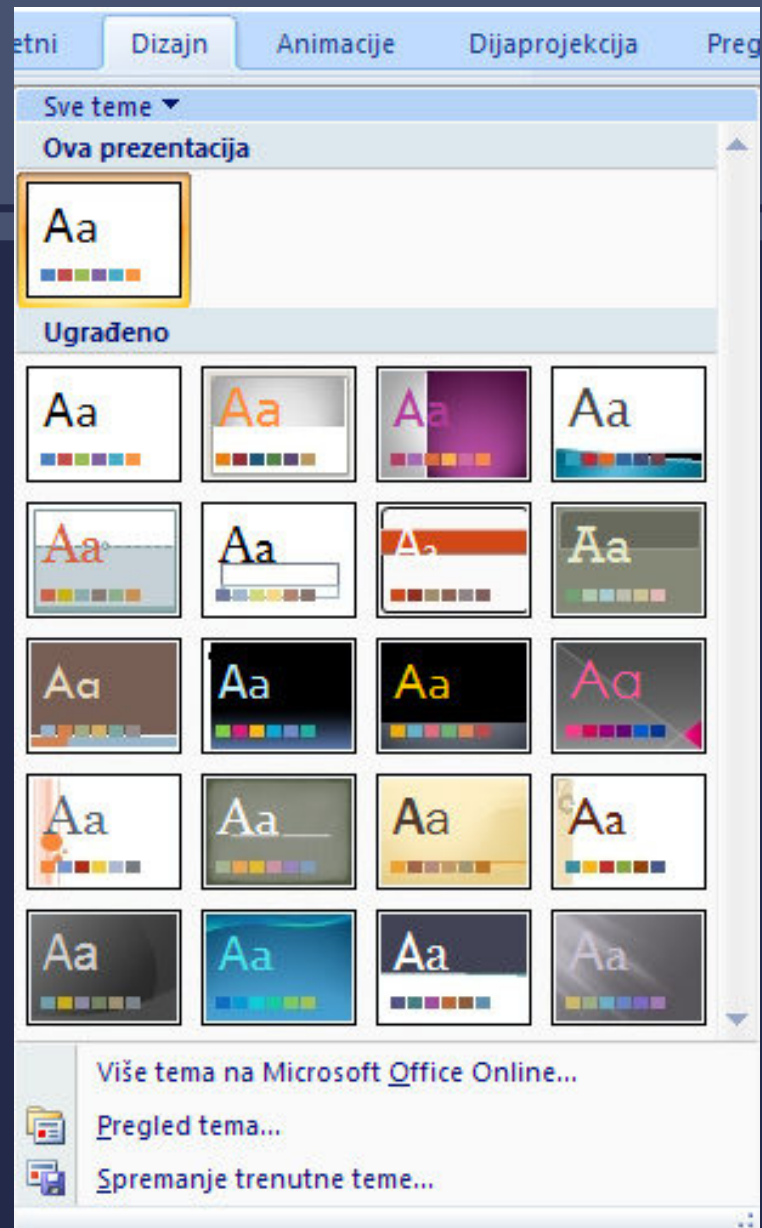 etni Dizajn Animacije Dijaprojekcija Preg
Sve teme
Ova prezentacija
Aa
Ugrađeno
Aa Aa Aa Aa
Aa Aa Aa Aa
Aa Aa Aa Aa
Aa Aa Aa Aa
Aa Aa Aa Aa
Više tema na Microsoft Office Online...
Pregled tema...
Spremanje trenutne teme...